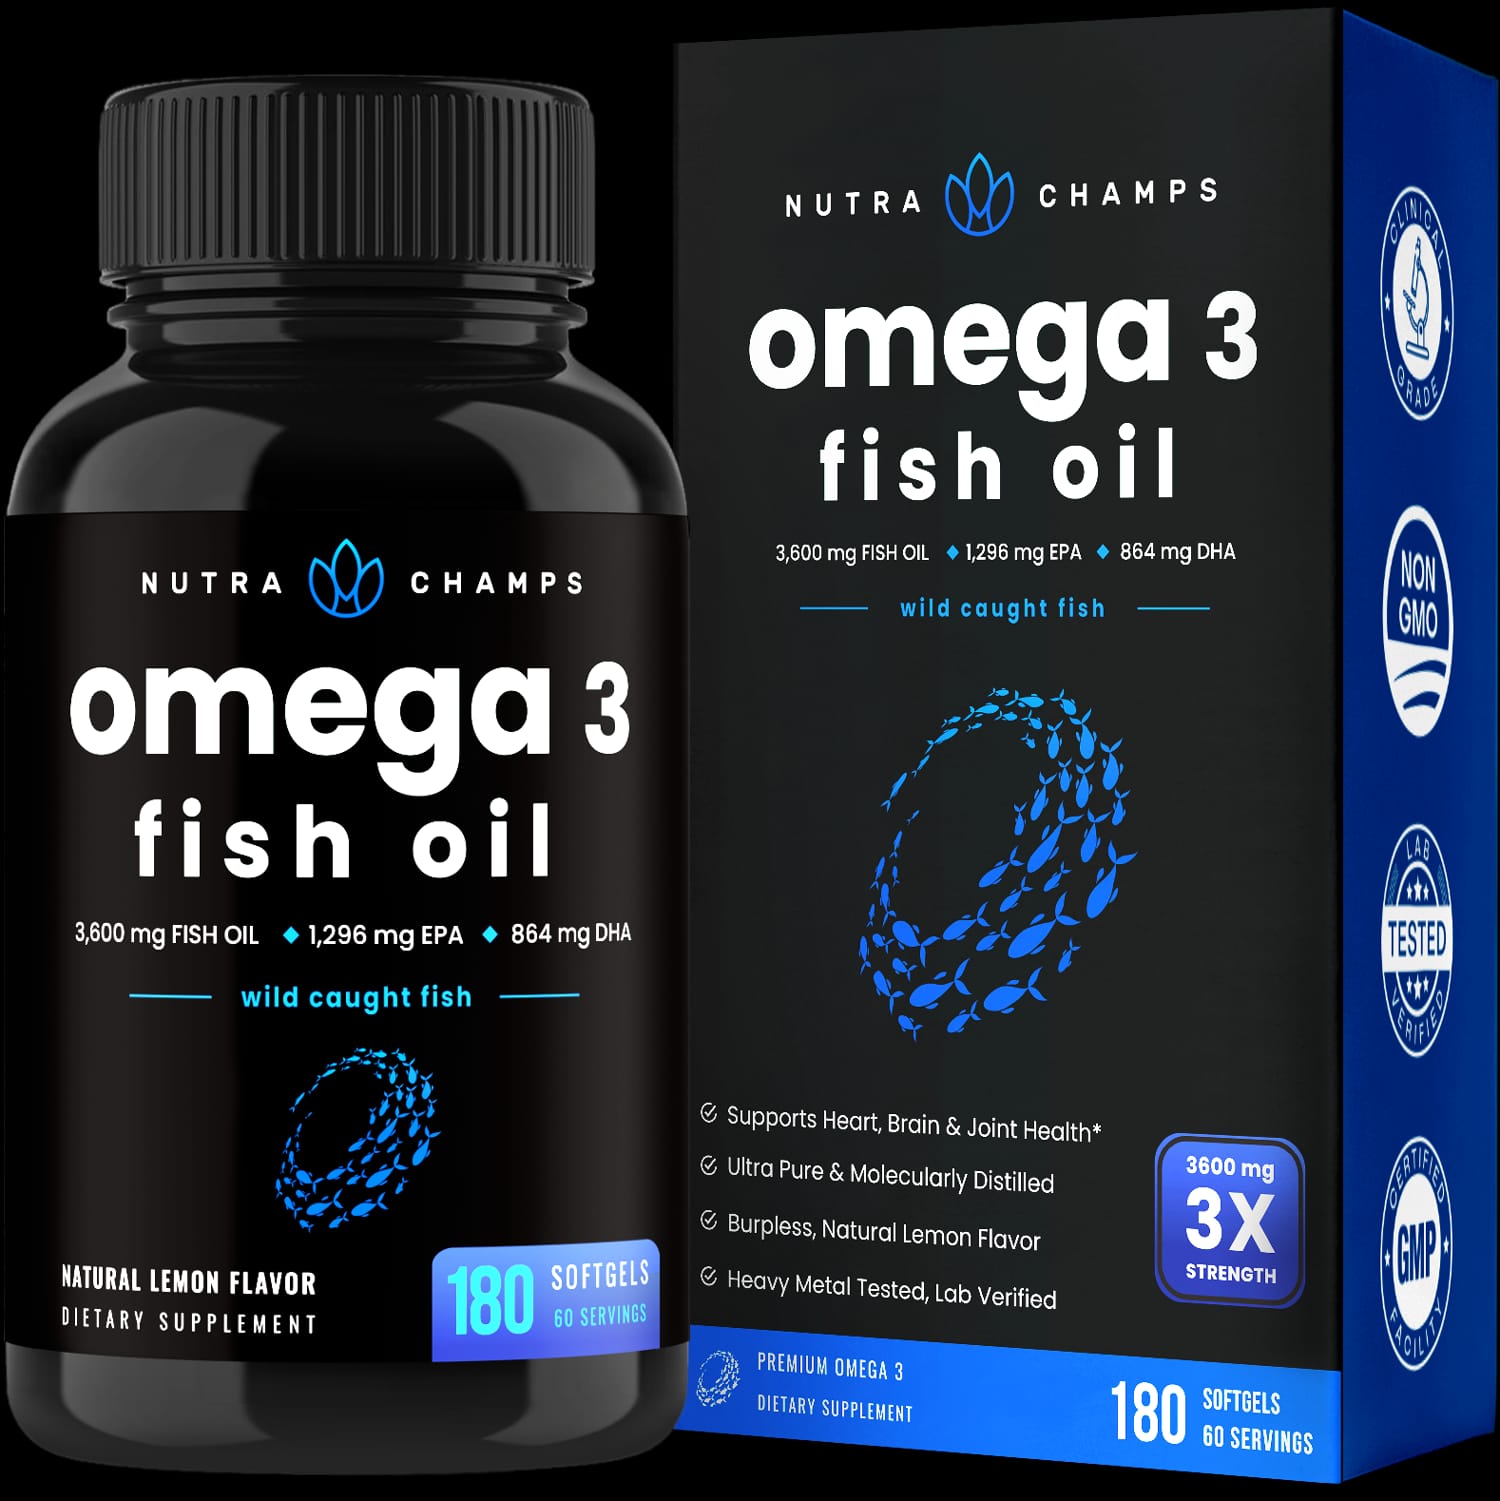 NUTRA CHAMPS
omega 3
fish oil
3,600 mg FISH OIL ◆ 1,296 mg EPA ◆ 864 mg DHA
wild caught fish
NATURAL LEMON FLAVOR
DIETARY SUPPLEMENT
180 SOFTGELS
60 SERVINGS
NUTRA CHAMPS
omega 3
fish oil
3,600 mg FISH OIL ◆ 1,296 mg EPA ◆ 864 mg DHA
wild caught fish
Supports Heart, Brain & Joint Health*
Ultra Pure & Molecularly Distilled
Burpless, Natural Lemon Flavor
Heavy Metal Tested, Lab Verified
3600 mg
3X
STRENGTH
PREMIUM OMEGA 3
DIETARY SUPPLEMENT
180 SOFTGELS
60 SERVINGS
CLINICAL
GRADE
NON
GMO
LAB
TESTED
VERIFIED
CERTIFIED
GMP
FACILITY